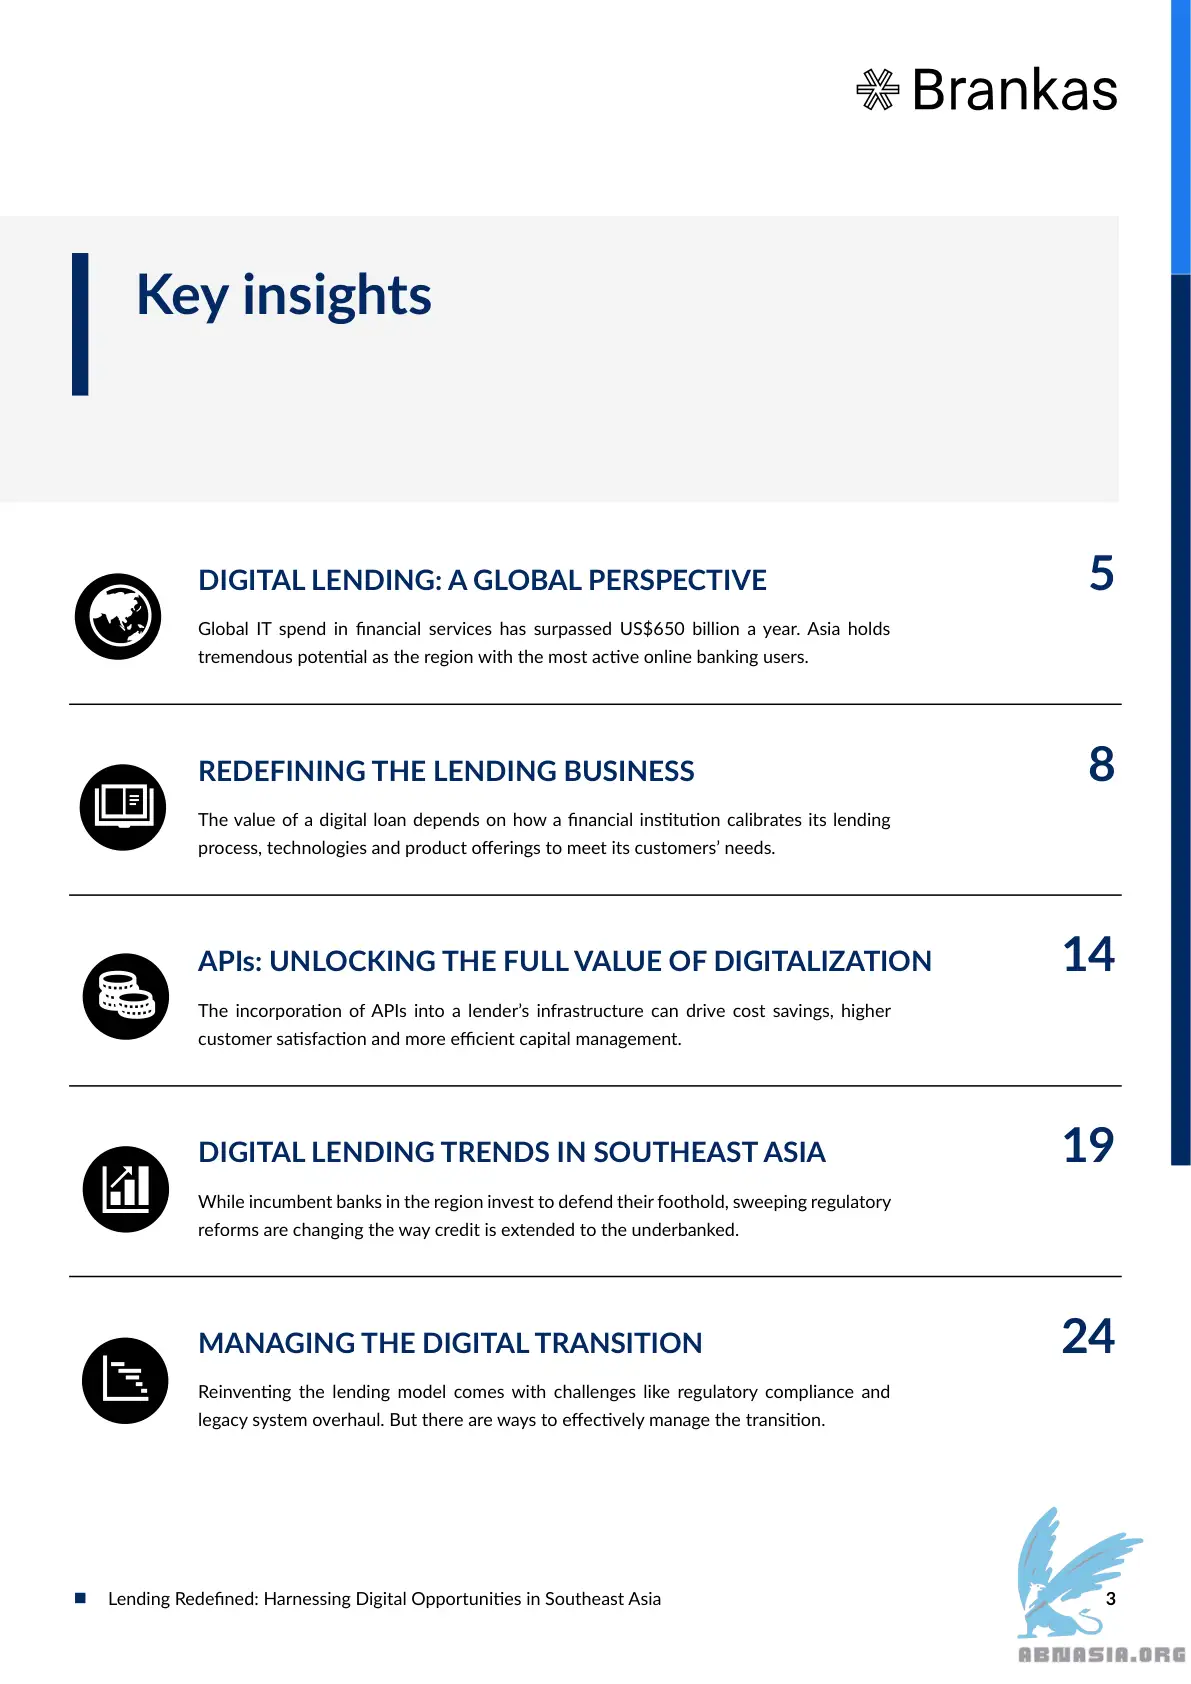 Brankas
Key insights
DIGITAL LENDING: A GLOBAL PERSPECTIVE
5
Global IT spend in financial services has surpassed US$650 billion a year. Asia holds
tremendous potential as the region with the most active online banking users.
REDEFINING THE LENDING BUSINESS
8
The value of a digital loan depends on how a financial institution calibrates its lending
process, technologies and product offerings to meet its customers’ needs.
APIs: UNLOCKING THE FULL VALUE OF DIGITALIZATION
14
The incorporation of APIs into a lender’s infrastructure can drive cost savings, higher
customer satisfaction and more efficient capital management.
DIGITAL LENDING TRENDS IN SOUTHEAST ASIA
19
While incumbent banks in the region invest to defend their foothold, sweeping regulatory
reforms are changing the way credit is extended to the underbanked.
MANAGING THE DIGITAL TRANSITION
24
Reinventing the lending model comes with challenges like regulatory compliance and
legacy system overhaul. But there are ways to effectively manage the transition.
Lending Redefined: Harnessing Digital Opportunities in Southeast Asia
3
ABNASIA.ORG